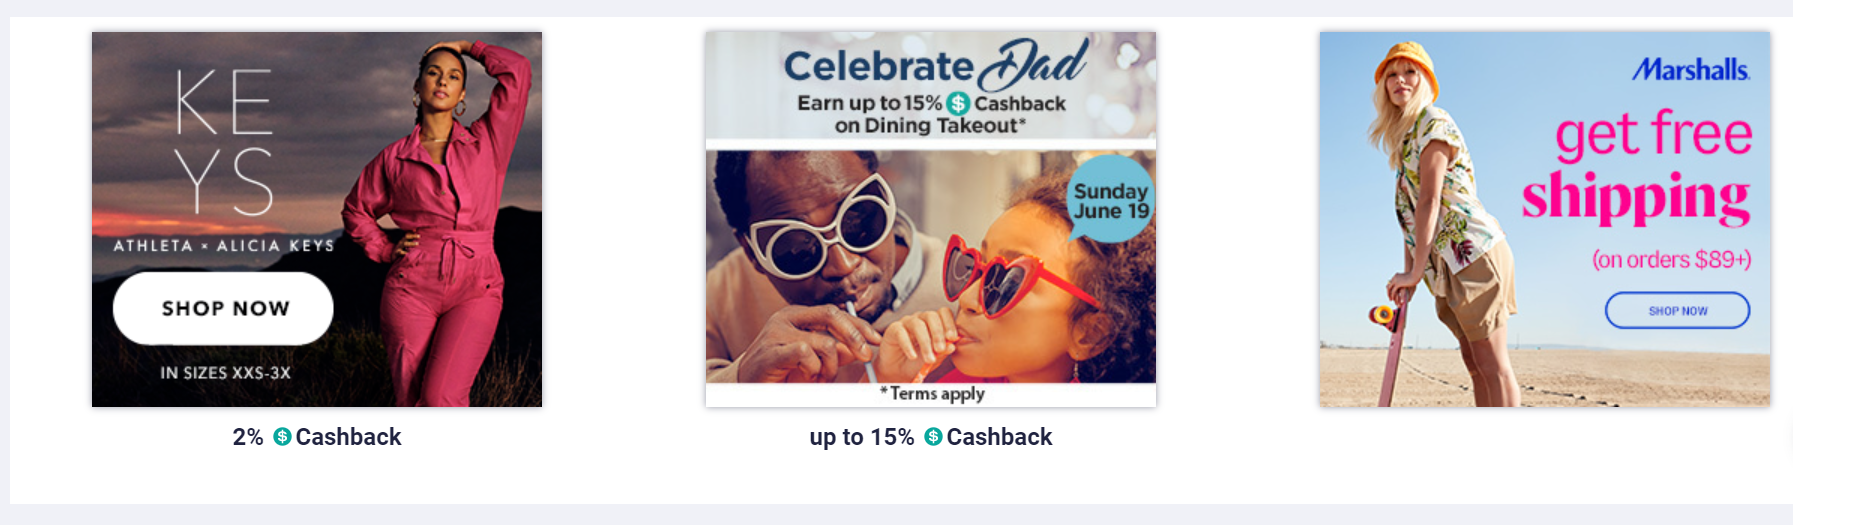 KE
YS
ATHLETA × ALICIA KEYS
SHOP NOW
IN SIZES XXS-3X
2% $ Cashback
Celebrate Dad
Earn up to 15% $ Cashback
on Dining Takeout*
Sunday
June 19
*Terms apply
up to 15% $ Cashback
Marshalls.
get free
shipping
(on orders $89+)
SHOP NOW